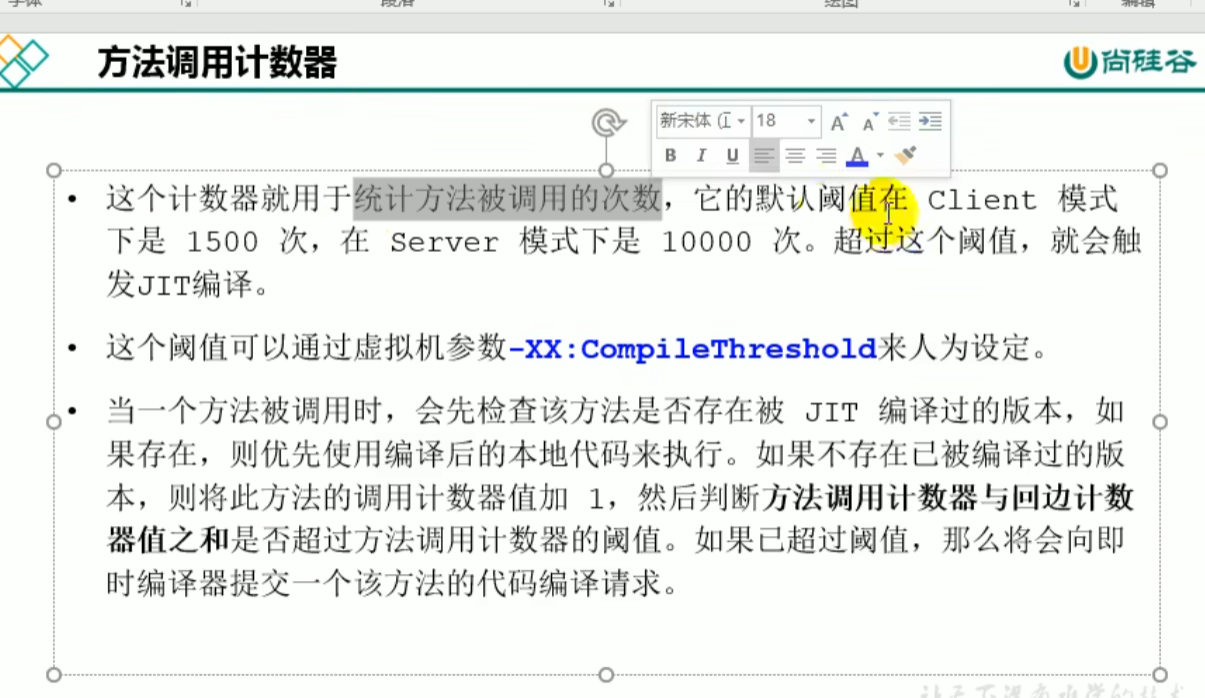 字体
段落
绘图
编辑
方法调用计数器
尚硅谷
新宋体 (
18
B I U A
• 这个计数器就用于统计方法被调用的次数，它的默认阈值在 Client 模式
下是 1500 次，在 Server 模式下是 10000 次。超过这个阈值，就会触
发JIT编译。
• 这个阈值可以通过虚拟机参数-XX:CompileThreshold来人为设定。
• 当一个方法被调用时，会先检查该方法是否存在被 JIT 编译过的版本，如
果存在，则优先使用编译后的本地代码来执行。如果不存在已被编译过的版
本，则将此方法的调用计数器值加 1，然后判断方法调用计数器与回边计数
器值之和是否超过方法调用计数器的阈值。如果已超过阈值，那么将会向即
时编译器提交一个该方法的代码编译请求。